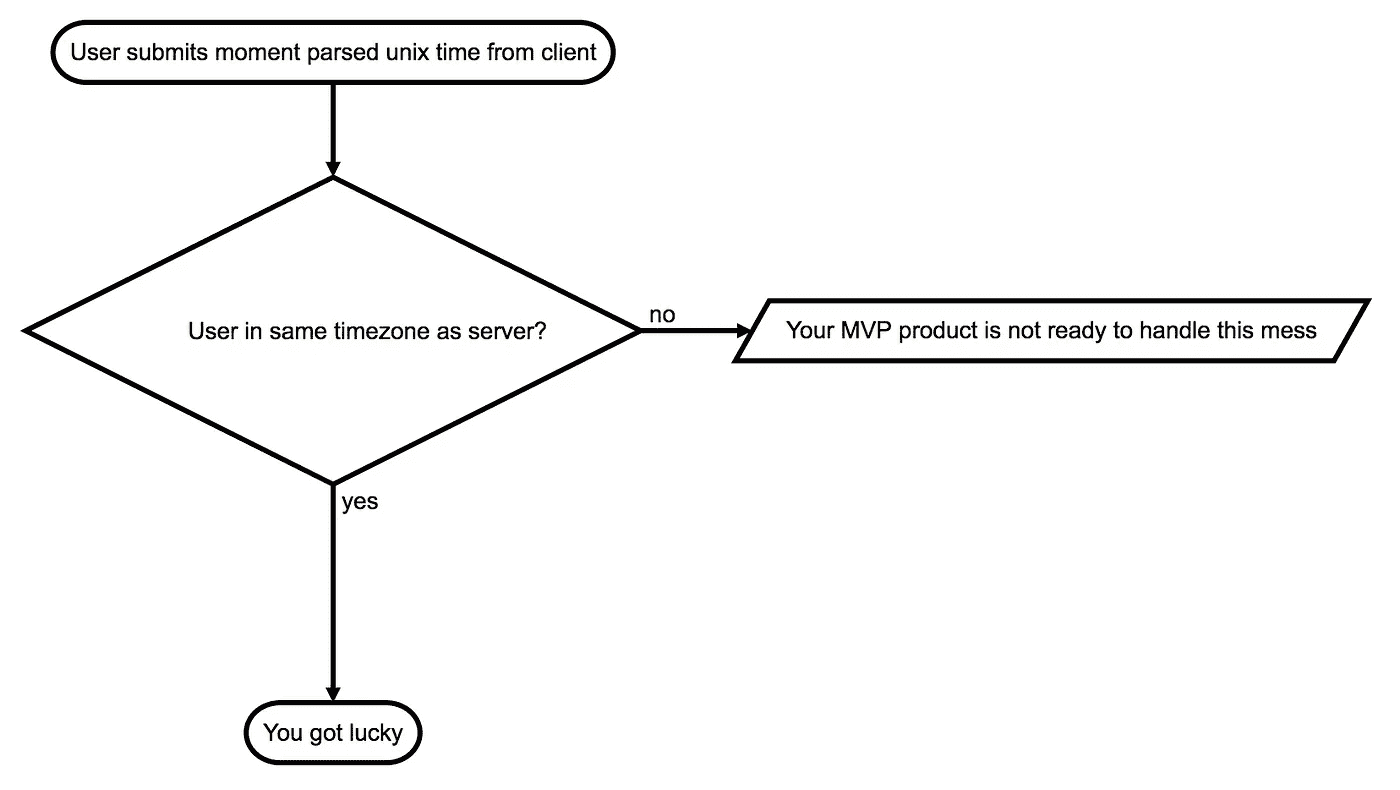 User submits moment parsed unix time from client
User in same timezone as server?
no
Your MVP product is not ready to handle this mess
yes
You got lucky